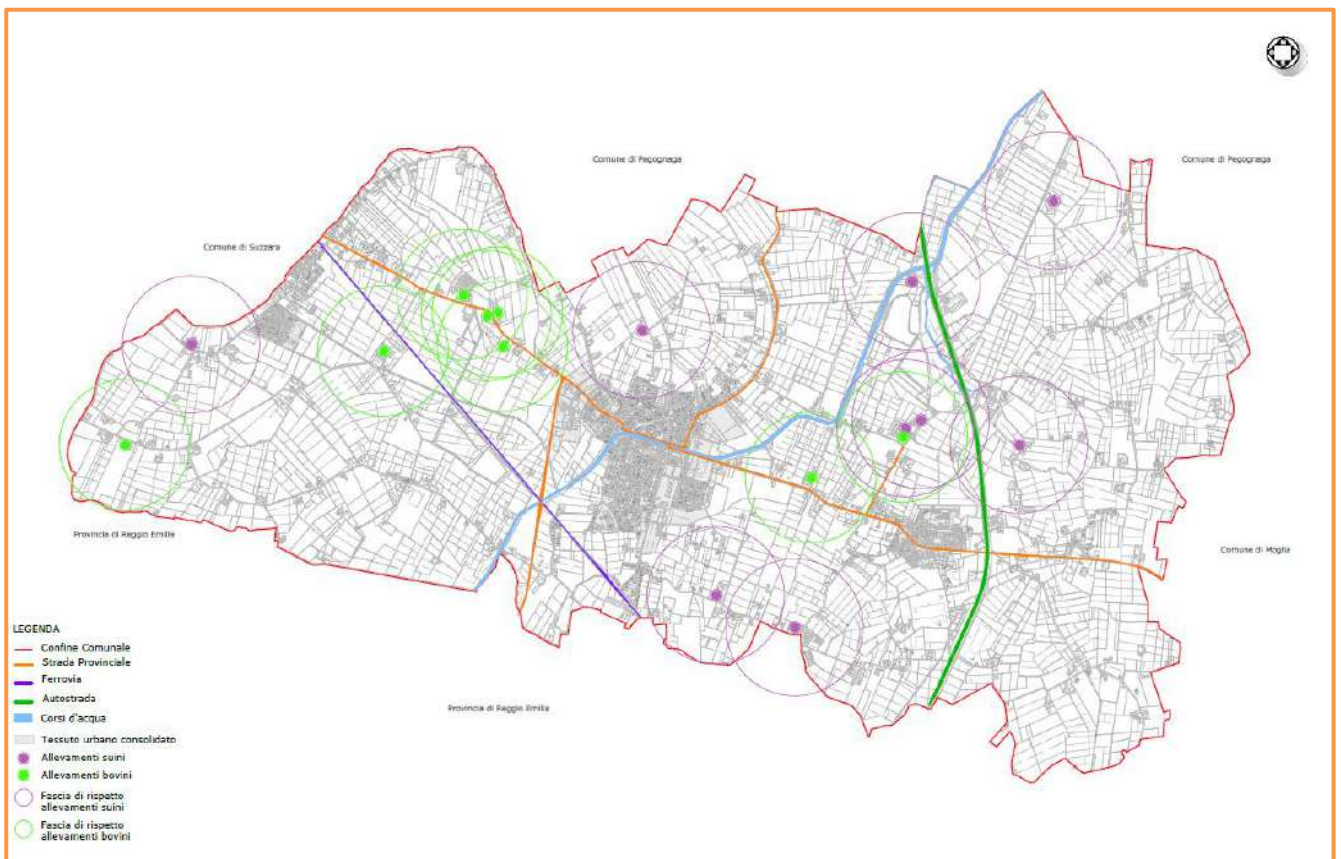 Comune di Pegognaga
Comune di Pegognaga
Comune di Suzzara
Provincia di Reggio Emilia
Comune di Moglia
Provincia di Reggio Emilia
LEGENDA
Confine Comunale
Strada Provinciale
Ferrovia
Autostrada
Corsi d'acqua
Tessuto urbano consolidato
Allevamenti suini
Allevamenti bovini
Fascia di rispetto
allevamenti suini
Fascia di rispetto
allevamenti bovini